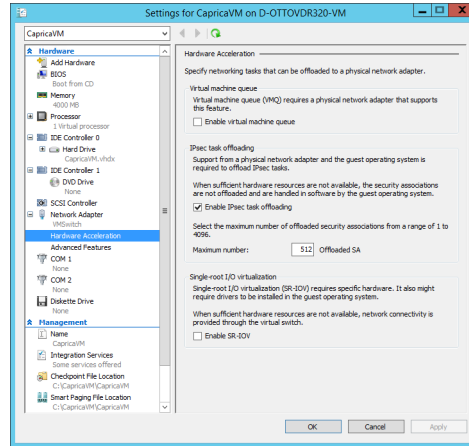 Settings for CapricaVM on D-OTTOVDR320-VM
CapricaVM
Hardware
Add Hardware
BIOS
Boot from CD
Memory
4000 MB
Processor
1 Virtual processor
IDE Controller 0
Hard Drive
CapricaVM.vhdx
IDE Controller 1
DVD Drive
None
SCSI Controller
Network Adapter
VMSwitch
Hardware Acceleration
Advanced Features
COM 1
None
COM 2
None
Diskette Drive
None
Management
Name
CapricaVM
Integration Services
Some services offered
Checkpoint File Location
C:\CapricaVM\CapricaVM
Smart Paging File Location
C:\CapricaVM\CapricaVM
Hardware Acceleration
Specify networking tasks that can be offloaded to a physical network adapter.
Virtual machine queue
Virtual machine queue (VMQ) requires a physical network adapter that supports
this feature.
Enable virtual machine queue
IPsec task offloading
Support from a physical network adapter and the guest operating system is
required to offload IPsec tasks.
When sufficient hardware resources are not available, the security associations
are not offloaded and are handled in software by the guest operating system.
Enable IPsec task offloading
Select the maximum number of offloaded security associations from a range of 1 to
4096.
Maximum number: 512 Offloaded SA
Single-root I/O virtualization
Single-root I/O virtualization (SR-IOV) requires specific hardware. It also might
require drivers to be installed in the guest operating system.
When sufficient hardware resources are not available, network connectivity is
provided through the virtual switch.
Enable SR-IOV
OK Cancel Apply